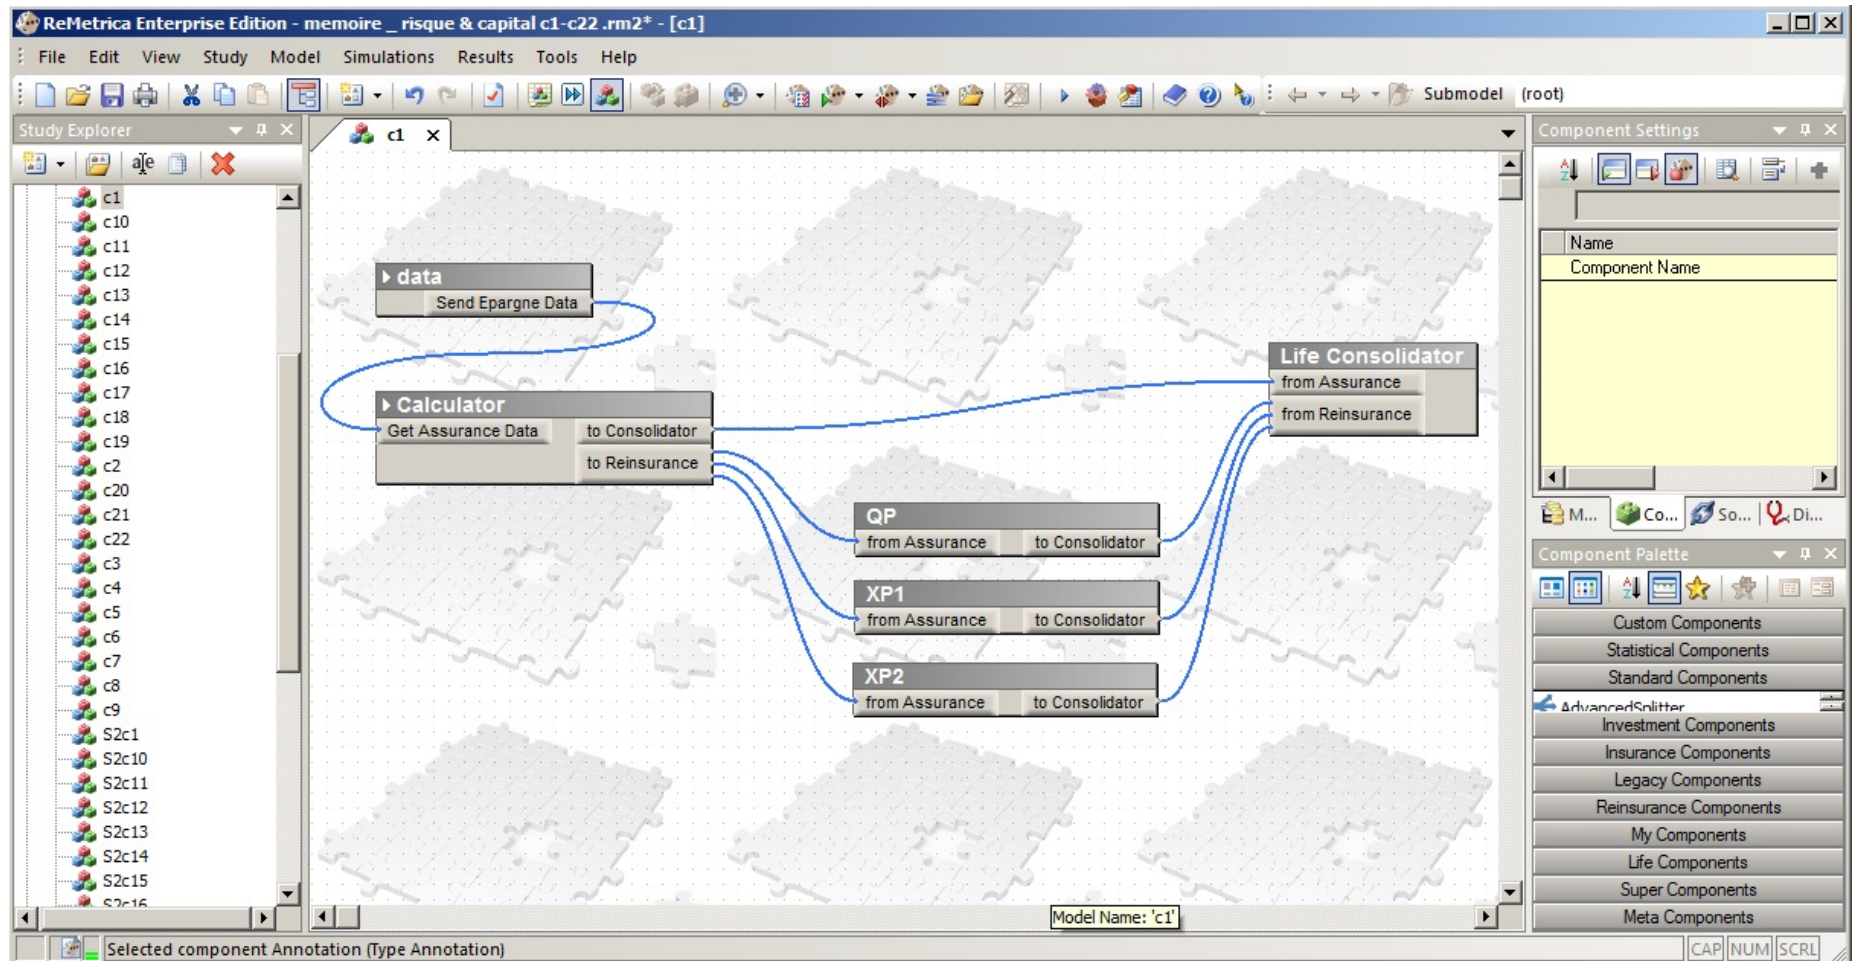 ReMetrica Enterprise Edition - memoire _ risque & capital c1-c22 .rm2* - [c1]
File Edit View Study Model Simulations Results Tools Help
Submodel (root)
Study Explorer
c1
c10
c11
c12
c13
c14
c15
c16
c17
c18
c19
c2
c20
c21
c22
c3
c4
c5
c6
c7
c8
c9
S2c1
S2c10
S2c11
S2c12
S2c13
S2c14
S2c15
S2c16
c1
data
Send Epargne Data
Calculator
Get Assurance Data to Consolidator
to Reinsurance
Life Consolidator
from Assurance
from Reinsurance
QP
from Assurance to Consolidator
XP1
from Assurance to Consolidator
XP2
from Assurance to Consolidator
Model Name: 'c1'
Component Settings
Name
Component Name
M... Co... So... Di...
Component Palette
Custom Components
Statistical Components
Standard Components
AdvancedSplitter
Investment Components
Insurance Components
Legacy Components
Reinsurance Components
My Components
Life Components
Super Components
Meta Components
Selected component Annotation (Type Annotation)
CAP NUM SCRL